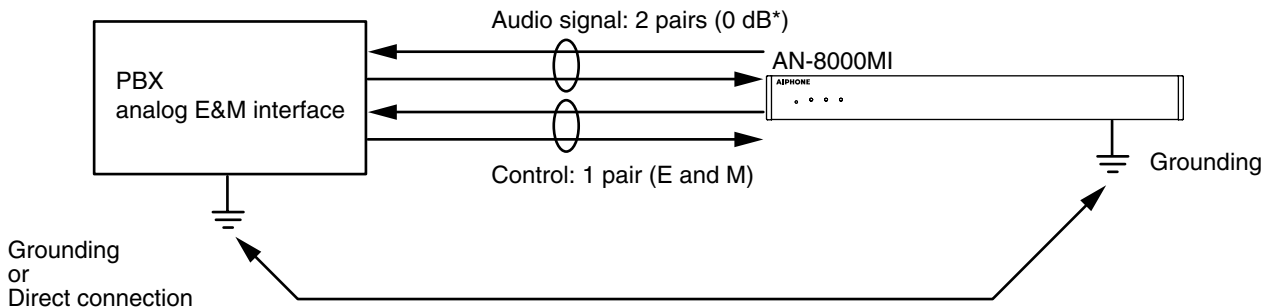 Audio signal: 2 pairs (0 dB*)
PBX
analog E&M interface
AN-8000MI
AIPHONE
Control: 1 pair (E and M)
Grounding
Grounding
or
Direct connection